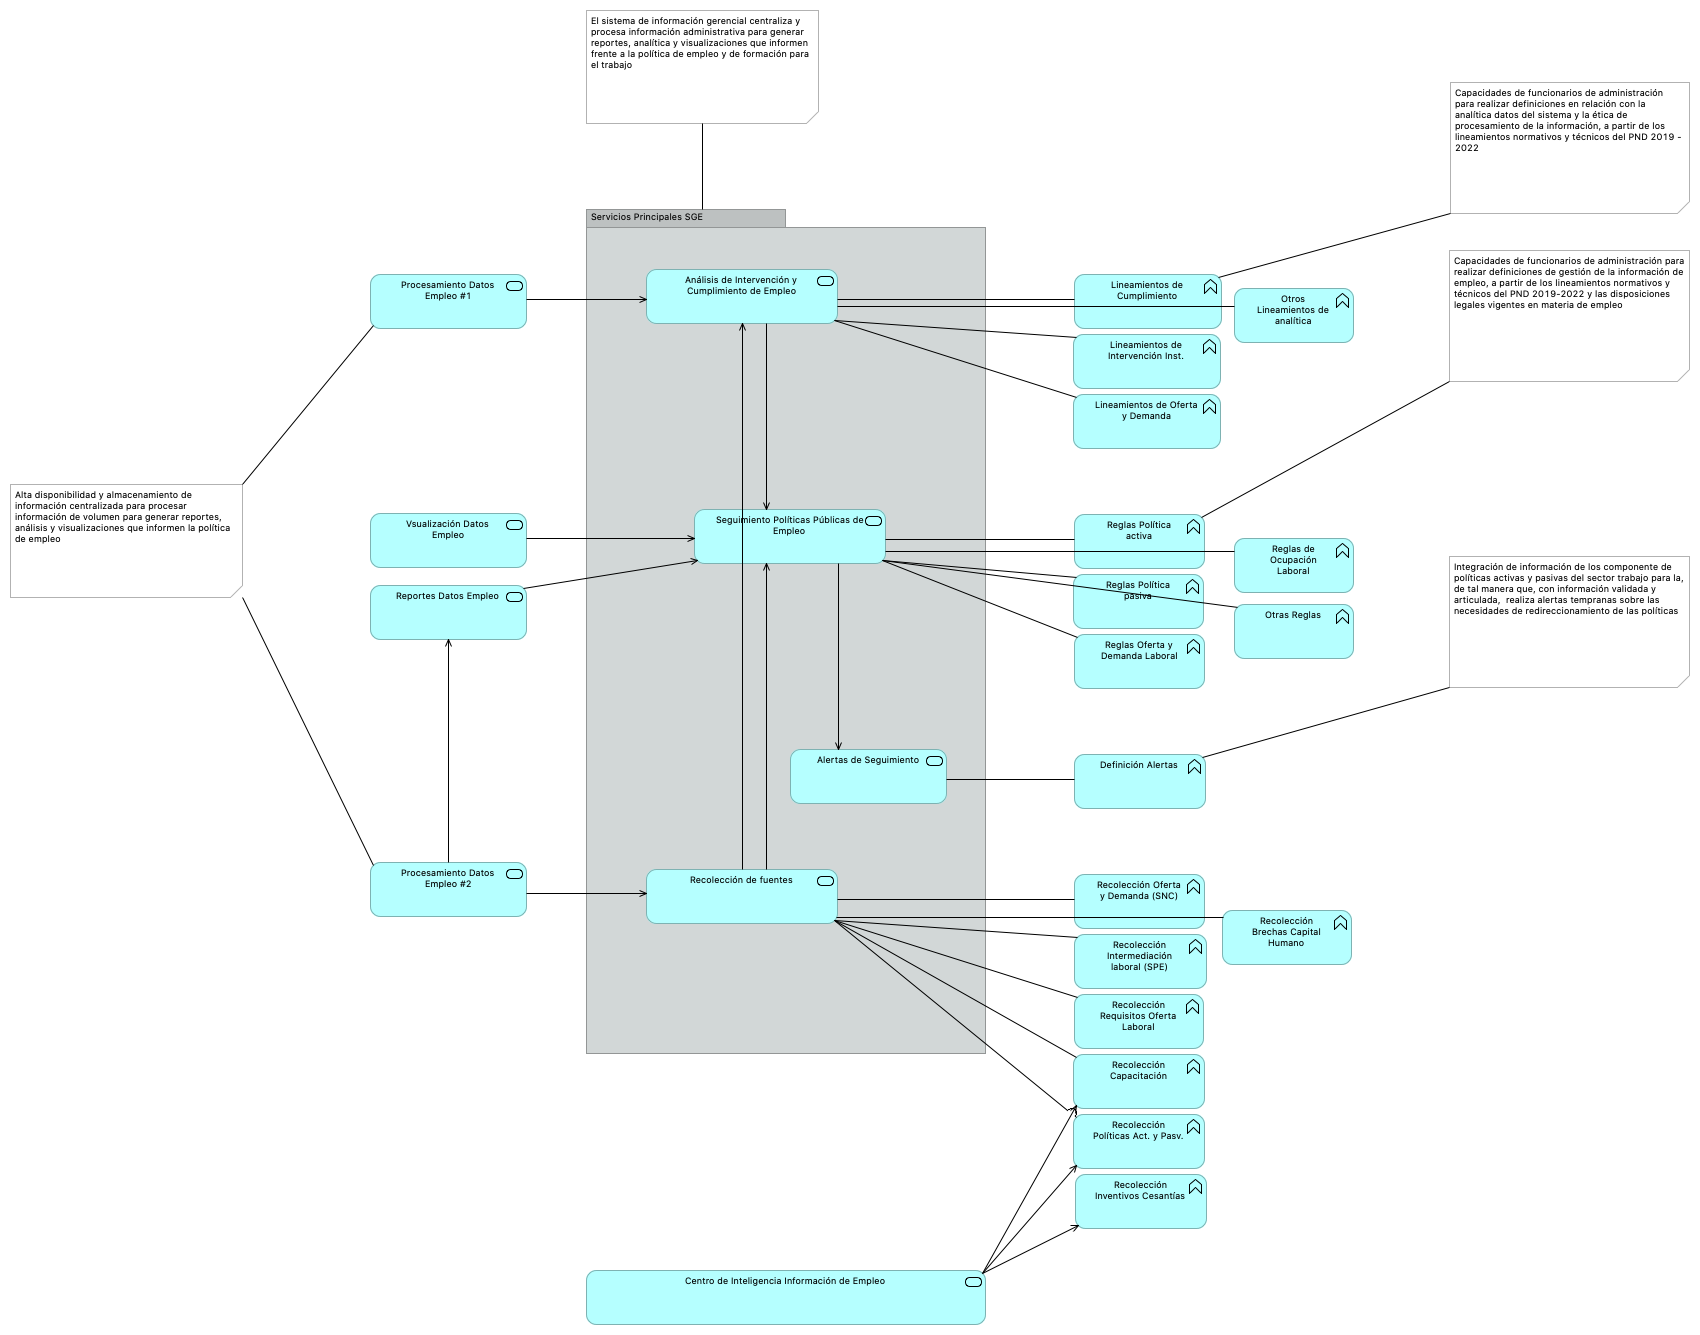 El sistema de información gerencial centraliza y
procesa información administrativa para generar
reportes, analítica y visualizaciones que informen
frente a la política de empleo y de formación para
el trabajo
Capacidades de funcionarios de administración
para realizar definiciones en relación con la
analítica datos del sistema y la ética de
procesamiento de la información, a partir de los
lineamientos normativos y técnicos del PND 2019 -
2022
Servicios Principales SGE
Capacidades de funcionarios de administración para
realizar definiciones de gestión de la información de
empleo, a partir de los lineamientos normativos y
técnicos del PND 2019-2022 y las disposiciones
legales vigentes en materia de empleo
Procesamiento Datos
Empleo #1
Análisis de Intervención y
Cumplimiento de Empleo
Lineamientos de
Cumplimiento
Otros
Lineamientos de
analítica
Lineamientos de
Intervención Inst.
Lineamientos de Oferta
y Demanda
Alta disponibilidad y almacenamiento de
información centralizada para procesar
información de volumen para generar reportes,
análisis y visualizaciones que informen la política
de empleo
Vsualización Datos
Empleo
Seguimiento Políticas Públicas de
Empleo
Reglas Política
activa
Reglas de
Ocupación
Laboral
Reportes Datos Empleo
Reglas Política
pasiva
Otras Reglas
Reglas Oferta y
Demanda Laboral
Integración de información de los componente de
políticas activas y pasivas del sector trabajo para la,
de tal manera que, con información validada y
articulada,  realiza alertas tempranas sobre las
necesidades de redireccionamiento de las políticas
Alertas de Seguimiento
Definición Alertas
Procesamiento Datos
Empleo #2
Recolección de fuentes
Recolección Oferta
y Demanda (SNC)
Recolección
Brechas Capital
Humano
Recolección
Intermediación
laboral (SPE)
Recolección
Requisitos Oferta
Laboral
Recolección
Capacitación
Recolección
Políticas Act. y Pasv.
Recolección
Inventivos Cesantías
Centro de Inteligencia Información de Empleo